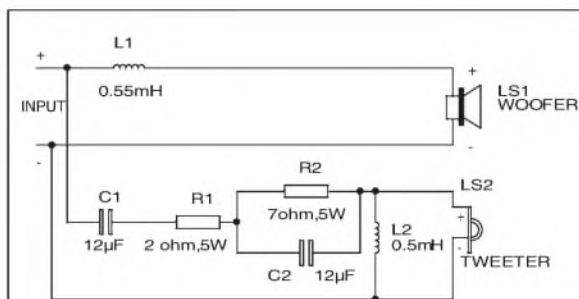 L1
+
+
0.55mH
INPUT
LS1
WOOFER
-
-
R2
LS2
C1
R1
7ohm,5W
+
L2
-
12µF
2 ohm,5W
0.5mH
C2
12µF
TWEETER